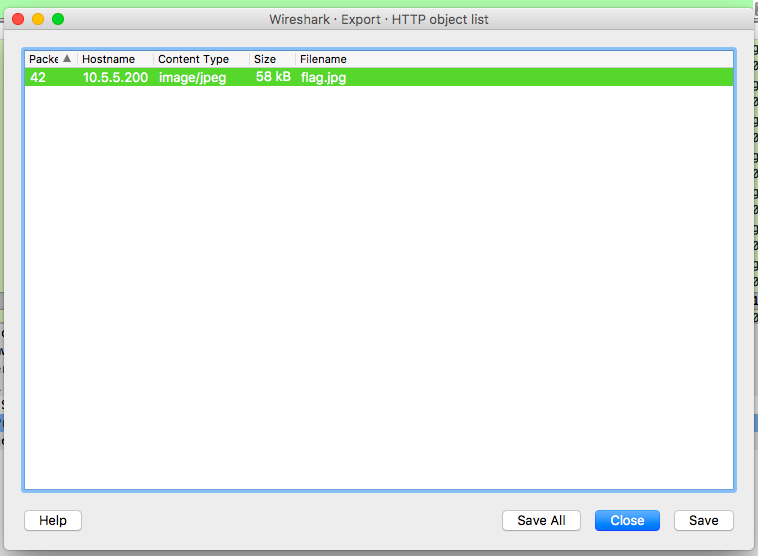 Wireshark · Export · HTTP object list
Packe Hostname Content Type Size Filename
42 10.5.5.200 image/jpeg 58 kB flag.jpg
Help Save All Close Save